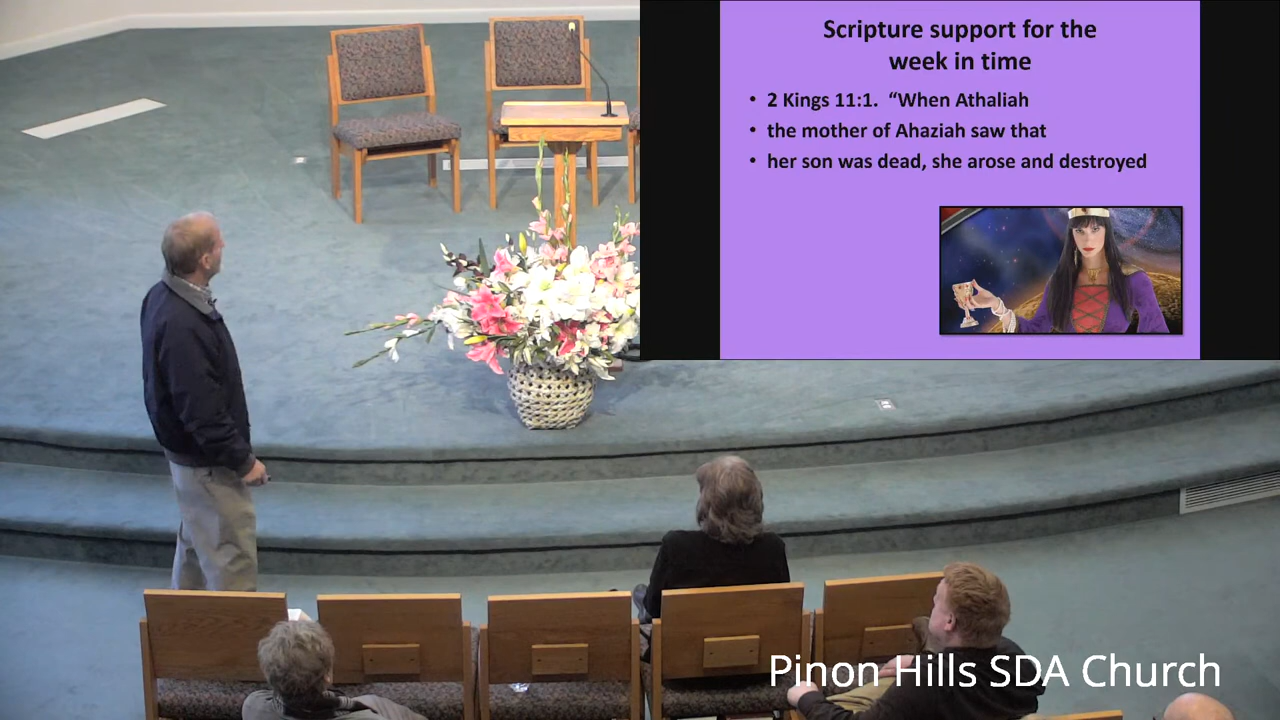 Scripture support for the
week in time
• 2 Kings 11:1. “When Athaliah
• the mother of Ahaziah saw that
• her son was dead, she arose and destroyed
Pinon Hills SDA Church